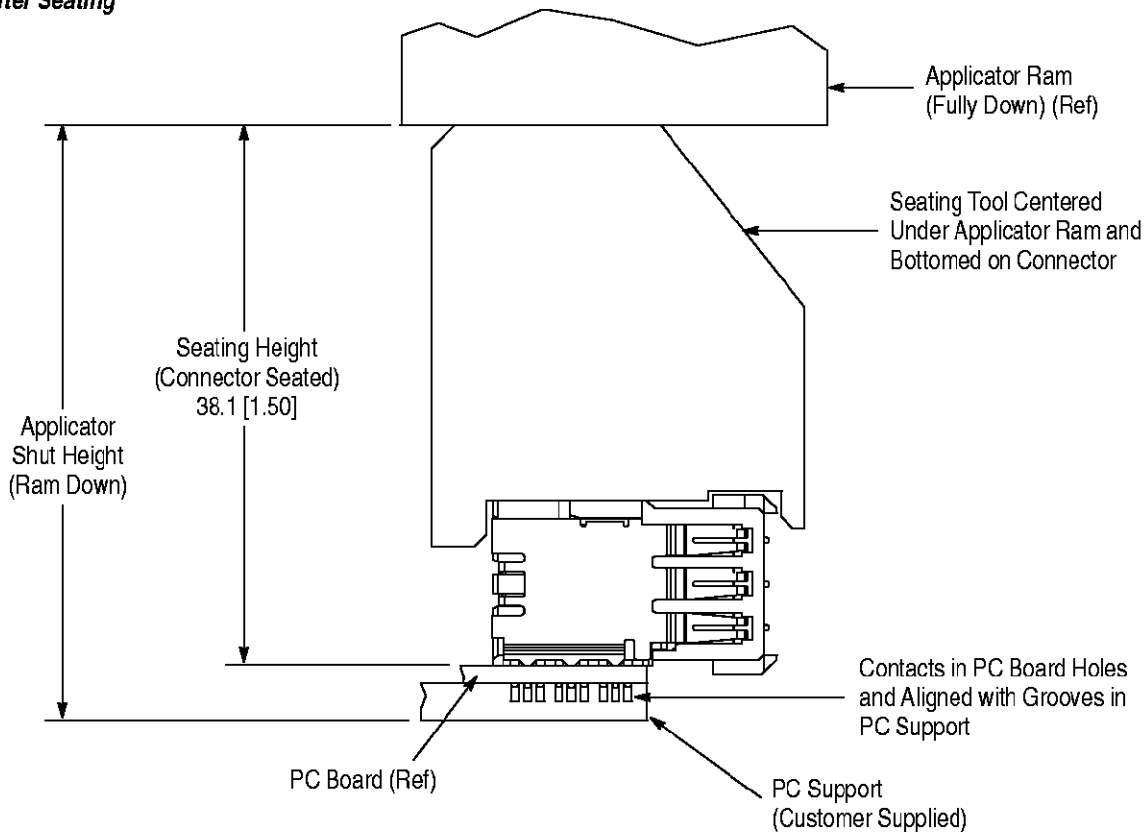 After Seating
Applicator Ram
(Fully Down) (Ref)
Seating Tool Centered
Under Applicator Ram and
Bottomed on Connector
Seating Height
(Connector Seated)
38.1 [1.50]
Applicator
Shut Height
(Ram Down)
Contacts in PC Board Holes
and Aligned with Grooves in
PC Support
PC Board (Ref)
PC Support
(Customer Supplied)